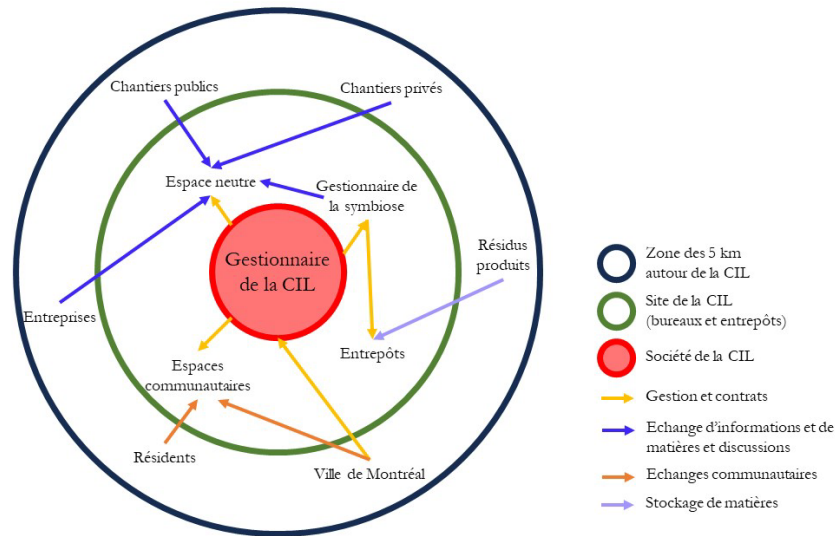 Chantiers publics
Chantiers privés
Espace neutre
Gestionnaire de
la symbiose
Gestionnaire
de la CIL
Résidus
produits
Entreprises
Entrepôts
Espaces
communautaires
Résidents
Ville de Montréal
Zone des 5 km
autour de la CIL
Site de la CIL
(bureaux et entrepôts)
Société de la CIL
Gestion et contrats
Echange d'informations et de
matières et discussions
Echanges communautaires
Stockage de matières